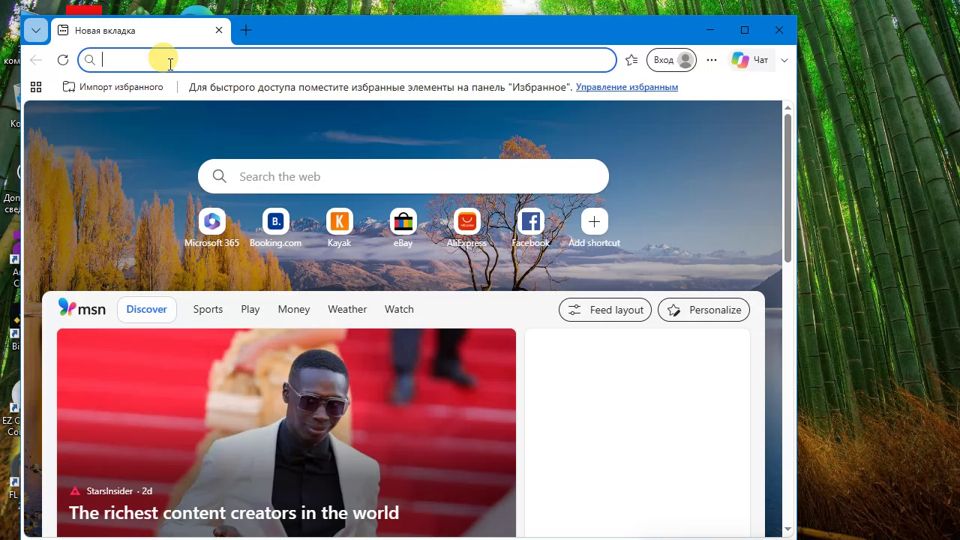 Новая вкладка
Вход
Чат
Импорт избранного
Для быстрого доступа поместите избранные элементы на панель "Избранное". Управление избранным
Search the web
Microsoft 365
Booking.com
Kayak
eBay
AliExpress
Facebook
Add shortcut
msn
Discover
Sports
Play
Money
Weather
Watch
Feed layout
Personalize
StarsInsider · 2d
The richest content creators in the world